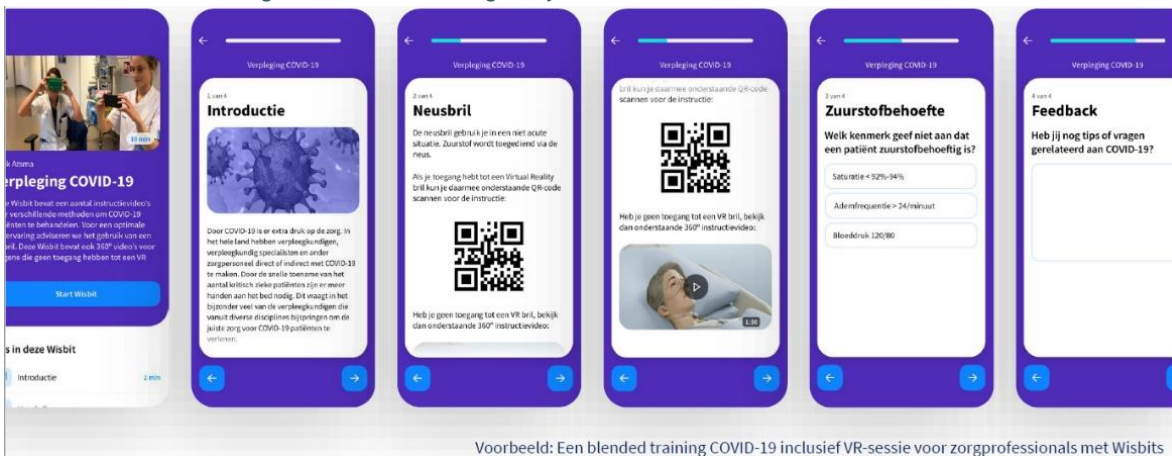 10 min
Atsma
erpleging COVID-19
Wisbit bevat een aantal instructievideo's
verschillende methoden om COVID-19
te behandelen. Voor een optimale
ervaring adviseren we het gebruik van een
bril. Deze Wisbit bevat ook 360° video's voor
gene die geen toegang hebben tot een VR
Start Wisbit
s in deze Wisbit
Introductie
2 min
Verpleging COVID-19
1 van 4
Introductie
Door COVID-19 is er extra druk op de zorg. In
het hele land hebben verpleegkundigen,
verpleegkundig specialisten en ander
zorgpersoneel direct of indirect met COVID-19
te maken. Door de snelle toename van het
aantal kritisch zieke patiënten zijn er meer
handen aan het bed nodig. Dit vraagt in het
bijzonder veel van de verpleegkundigen die
vanuit diverse disciplines bijspringen om de
juiste zorg voor COVID-19 patiënten te
verlenen.
Verpleging COVID-19
2 van 4
Neusbril
De neusbril gebruik je in een niet acute
situatie. Zuurstof wordt toegediend via de
neus.
Als je toegang hebt tot een Virtual Reality
bril kun je daarmee onderstaande QR-code
scannen voor de instructie:
Heb je geen toegang tot een VR bril, bekijk
dan onderstaande 360° instructievideo:
Verpleging COVID-19
bril kun je daarmee onderstaande QR-code
scannen voor de instructie:
Heb je geen toegang tot een VR bril, bekijk
dan onderstaande 360° instructievideo:
Verpleging COVID-19
3 van 4
Zuurstofbehoefte
Welk kenmerk geef niet aan dat
een patiënt zuurstofbehoeftig is?
Saturatie < 92%-94%
Ademfrequentie > 24/minuut
Bloeddruk 120/80
Verpleging COVID-19
4 van 4
Feedback
Heb jij nog tips of vragen
gerelateerd aan COVID-19?
Voorbeeld: Een blended training COVID-19 inclusief VR-sessie voor zorgprofessionals met Wisbits